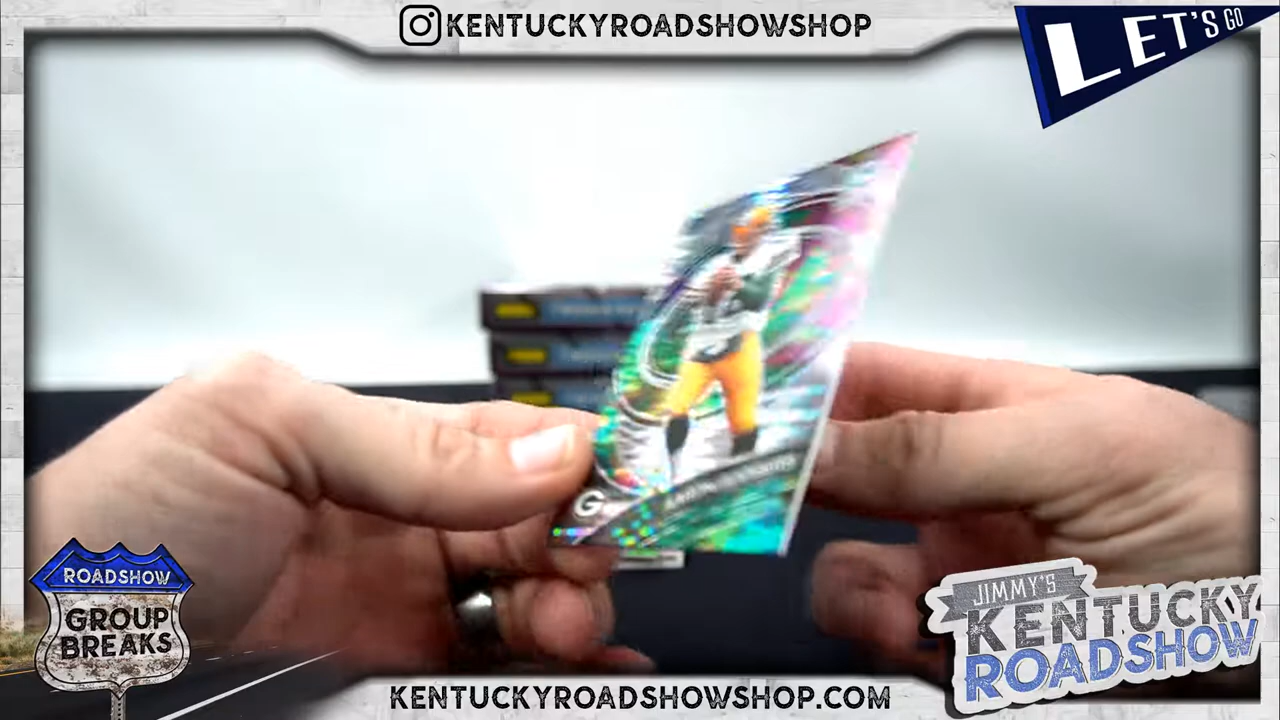 KENTUCKYROADSHOWSHOP
LET'S GO
ROADSHOW
GROUP
BREAKS
JIMMY'S
KENTUCKY
ROADSHOW
KENTUCKYROADSHOWSHOP.COM